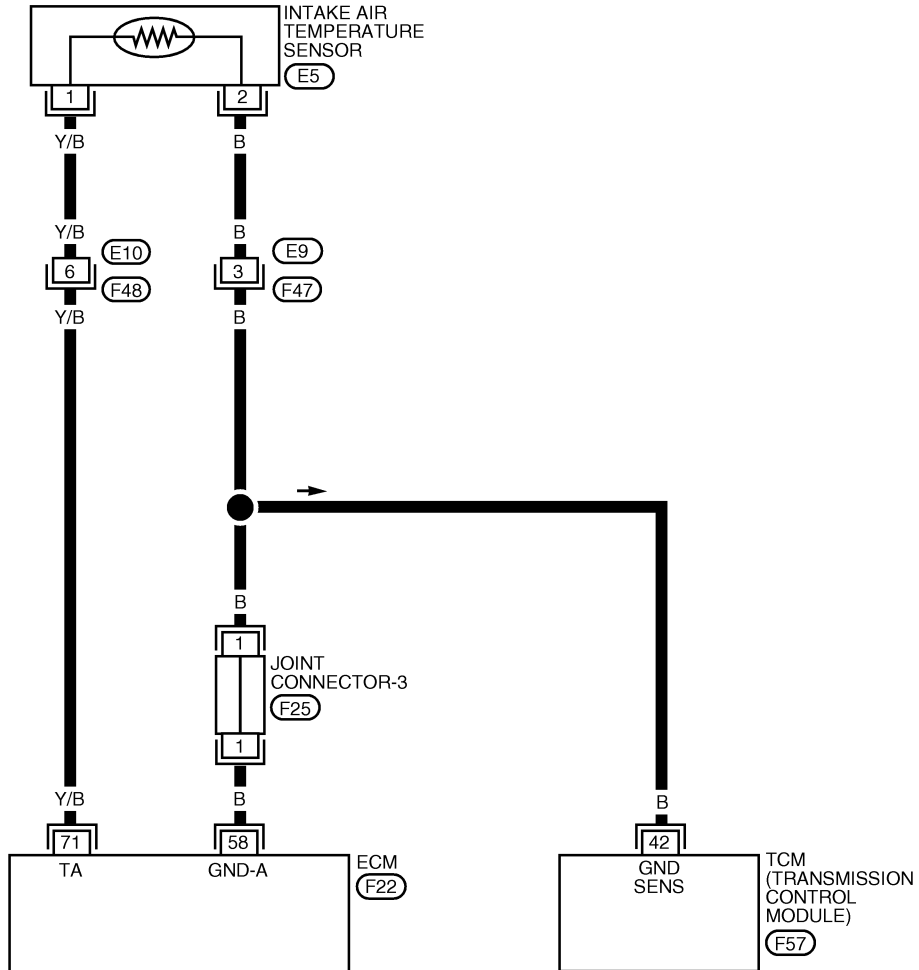 INTAKE AIR
TEMPERATURE
SENSOR
E5
1
2
Y/B
B
Y/B
B
E10
E9
6
3
F48
F47
Y/B
B
B
1
JOINT
CONNECTOR-3
F25
1
Y/B
B
B
71
58
42
TA
GND-A
ECM
F22
GND
SENS
TCM
(TRANSMISSION
CONTROL
MODULE)
F57